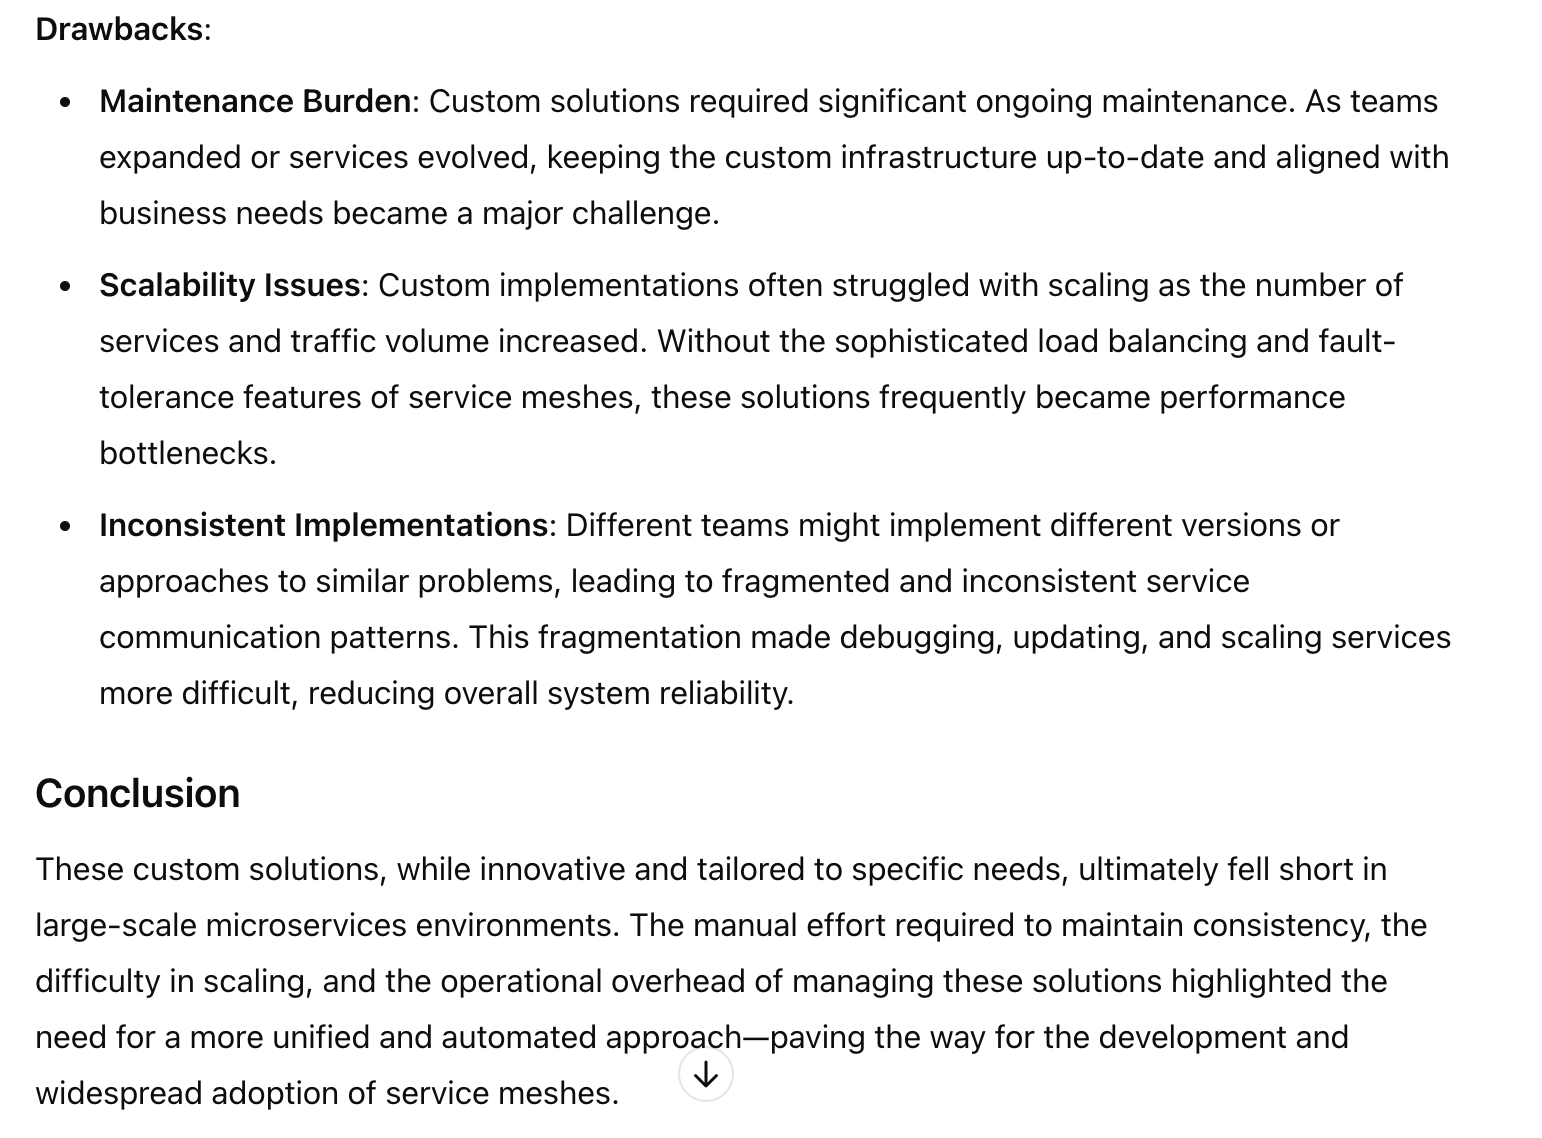 Drawbacks:
• Maintenance Burden: Custom solutions required significant ongoing maintenance. As teams
expanded or services evolved, keeping the custom infrastructure up-to-date and aligned with
business needs became a major challenge.
• Scalability Issues: Custom implementations often struggled with scaling as the number of
services and traffic volume increased. Without the sophisticated load balancing and fault-
tolerance features of service meshes, these solutions frequently became performance
bottlenecks.
• Inconsistent Implementations: Different teams might implement different versions or
approaches to similar problems, leading to fragmented and inconsistent service
communication patterns. This fragmentation made debugging, updating, and scaling services
more difficult, reducing overall system reliability.
Conclusion
These custom solutions, while innovative and tailored to specific needs, ultimately fell short in
large-scale microservices environments. The manual effort required to maintain consistency, the
difficulty in scaling, and the operational overhead of managing these solutions highlighted the
need for a more unified and automated approach—paving the way for the development and
widespread adoption of service meshes.